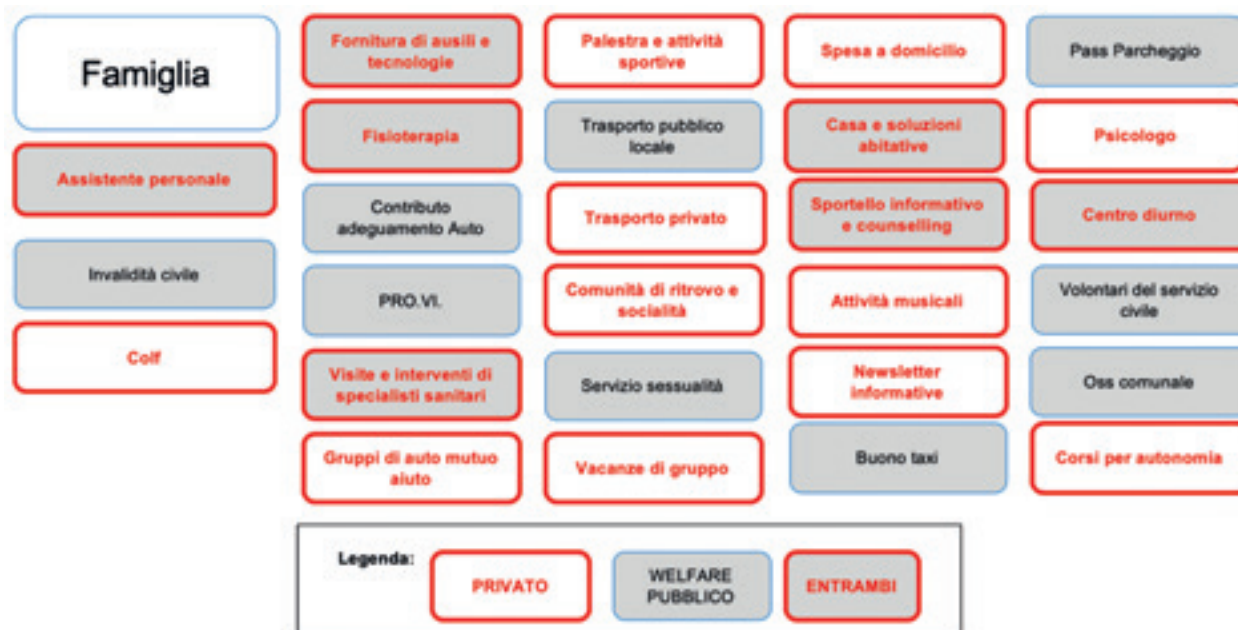 Famiglia
Assistente personale
Invalidità civile
Colf
Fornitura di ausili e
tecnologie
Fisioterapia
Contributo
adeguamento Auto
PRO.VI.
Visite e interventi di
specialisti sanitari
Gruppi di auto mutuo
aiuto
Palestra e attività
sportive
Trasporto pubblico
locale
Trasporto privato
Comunità di ritrovo e
socialità
Servizio sessualità
Vacanze di gruppo
Spesa a domicilio
Casa e soluzioni
abitative
Sportello informativo
e counselling
Attività musicali
Newsletter
informative
Buono taxi
Pass Parcheggio
Psicologo
Centro diurno
Volontari del servizio
civile
Oss comunale
Corsi per autonomia
Legenda:
PRIVATO
WELFARE
PUBBLICO
ENTRAMBI